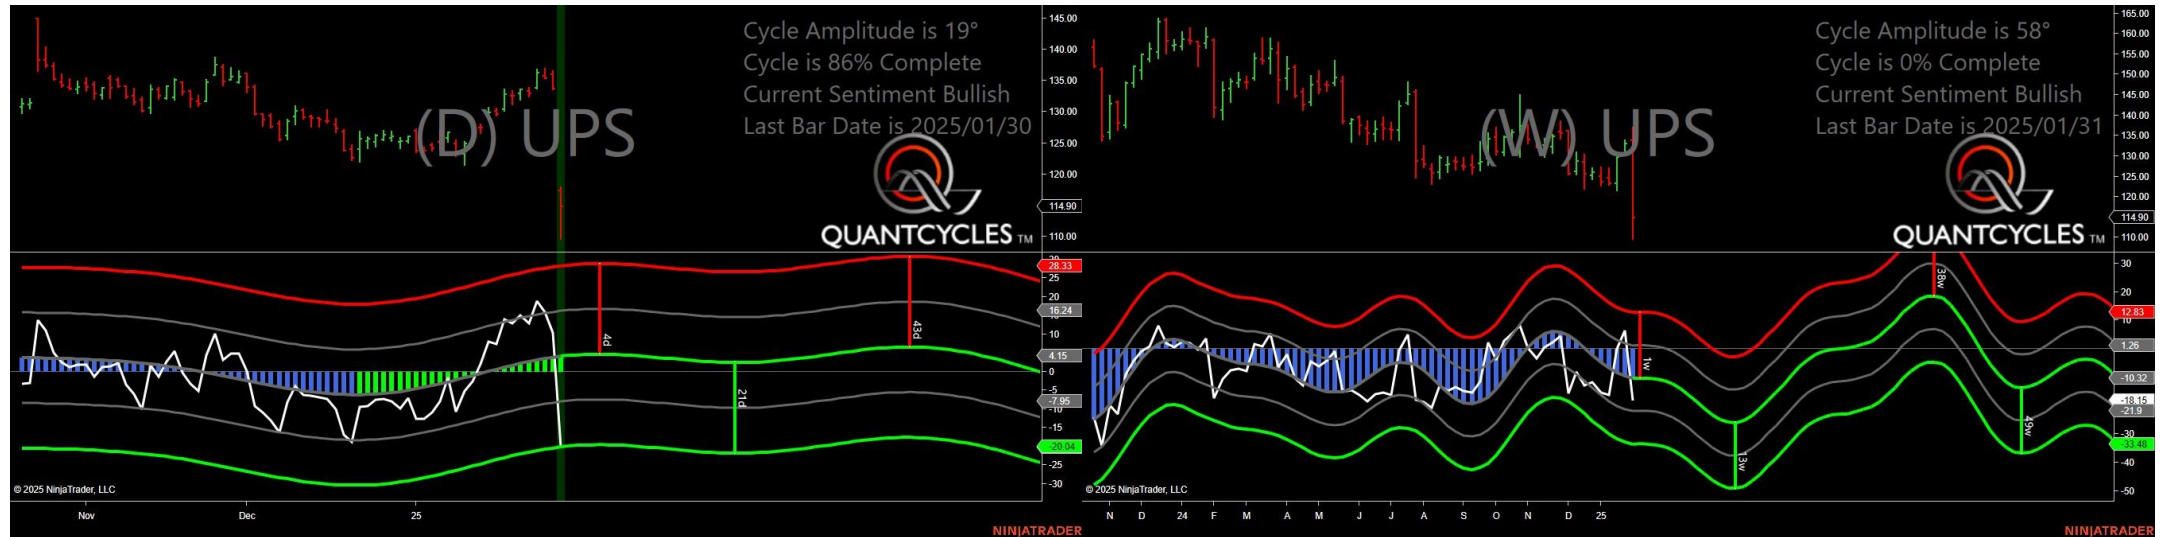 Cycle Amplitude is 19°
Cycle is 86% Complete
Current Sentiment Bullish
Last Bar Date is 2025/01/30
(D) UPS
QUANTCYCLES TM
145.00
140.00
135.00
130.00
125.00
120.00
114.90
110.00
28.33
25
20
16.24
10
4.15
0
-5
-7.95
-10
-15
-20.04
-25
-30
4d
21d
43d
© 2025 NinjaTrader, LLC
Nov
Dec
25
NINJATRADER
Cycle Amplitude is 58°
Cycle is 0% Complete
Current Sentiment Bullish
Last Bar Date is 2025/01/31
(W) UPS
QUANTCYCLES TM
165.00
160.00
155.00
150.00
145.00
140.00
135.00
130.00
125.00
120.00
114.90
110.00
30
20
12.83
10
1.26
-10.32
-18.15
-21.9
-30
-33.48
-40
-50
1w
13w
38w
49w
© 2025 NinjaTrader, LLC
N
D
24
F
M
A
M
J
J
A
S
O
N
D
25
NINJATRADER